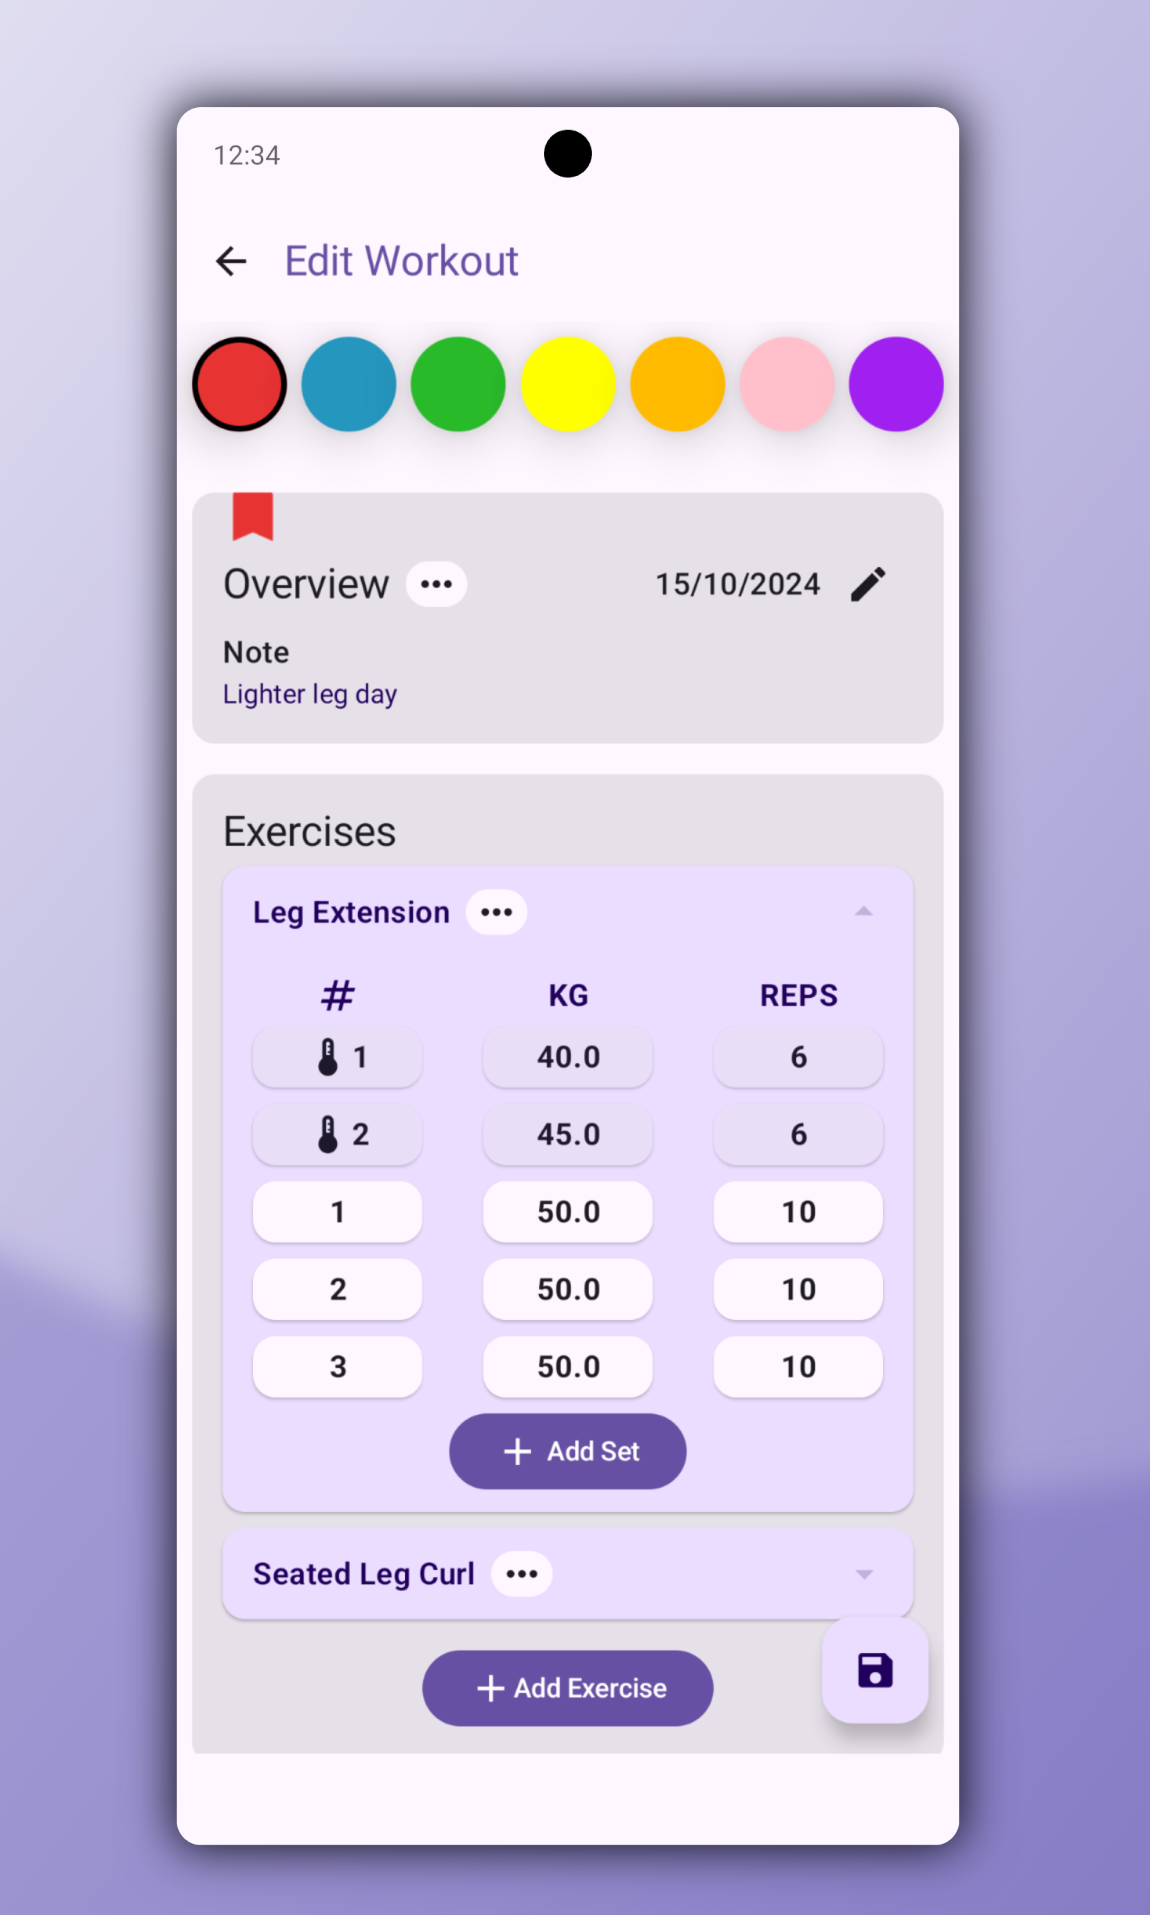 12:34
Edit Workout
Overview
15/10/2024
Note
Lighter leg day
Exercises
Leg Extension
# KG REPS
1 40.0 6
2 45.0 6
1 50.0 10
2 50.0 10
3 50.0 10
+ Add Set
Seated Leg Curl
+ Add Exercise